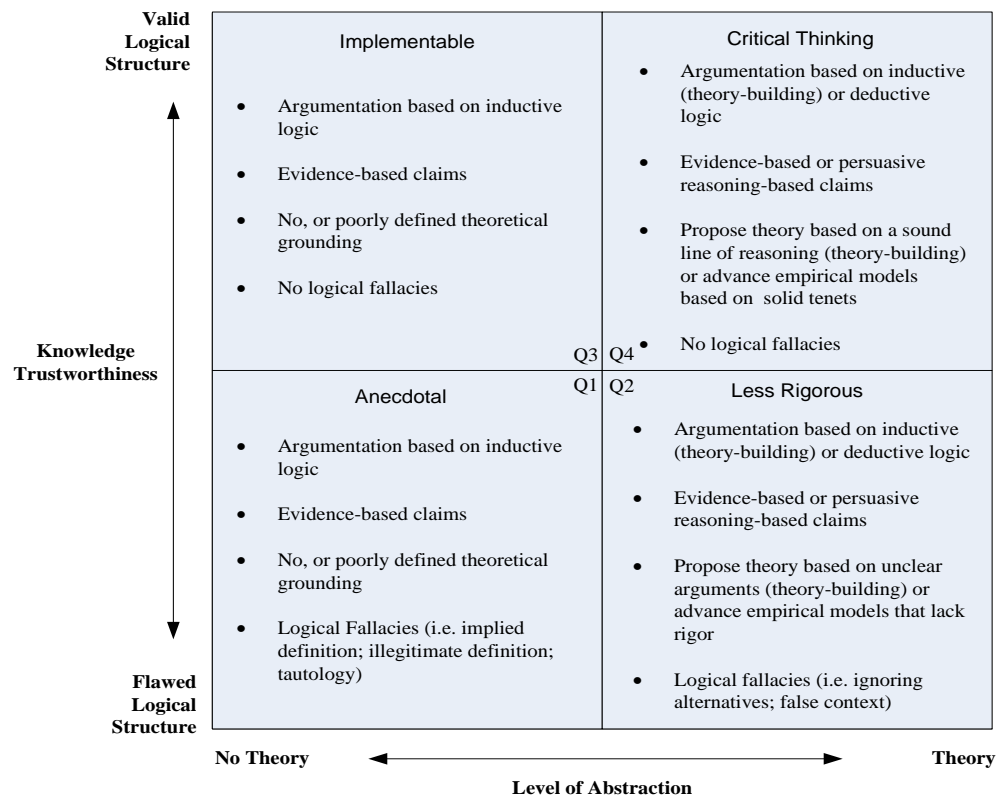 Valid
Logical
Structure
Implementable
• Argumentation based on inductive
logic
• Evidence-based claims
• No, or poorly defined theoretical
grounding
• No logical fallacies
Q3
Critical Thinking
• Argumentation based on inductive
(theory-building) or deductive
logic
• Evidence-based or persuasive
reasoning-based claims
• Propose theory based on a sound
line of reasoning (theory-building)
or advance empirical models
based on solid tenets
• No logical fallacies
Q4
Knowledge
Trustworthiness
Q1
Anecdotal
• Argumentation based on inductive
logic
• Evidence-based claims
• No, or poorly defined theoretical
grounding
• Logical Fallacies (i.e. implied
definition; illegitimate definition;
tautology)
Q2
Less Rigorous
• Argumentation based on inductive
(theory-building) or deductive logic
• Evidence-based or persuasive
reasoning-based claims
• Propose theory based on unclear
arguments (theory-building) or
advance empirical models that lack
rigor
• Logical fallacies (i.e. ignoring
alternatives; false context)
Flawed
Logical
Structure
No Theory
Theory
Level of Abstraction